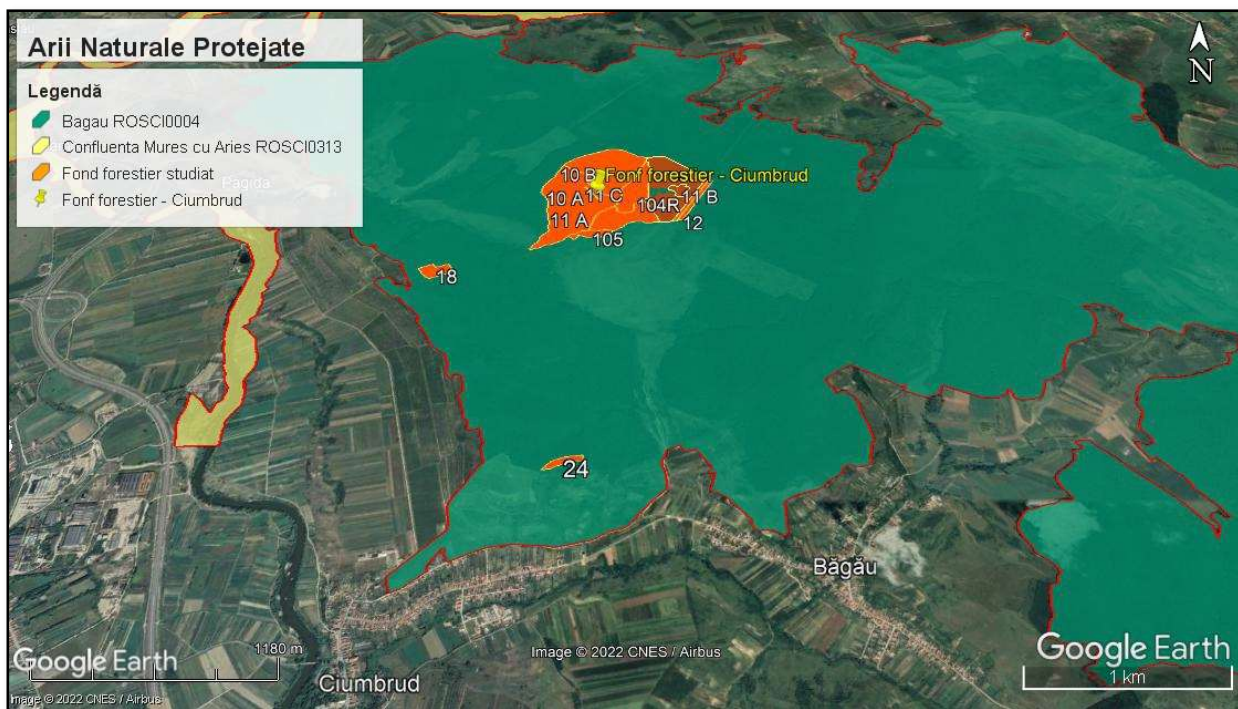 Arii Naturale Protejate
Legendă
Bagau ROSCI0004
Confluenta Mures cu Aries ROSCI0313
Fond forestier studiat
Fonf forestier - Ciumbrud
N
Pagida
10 B
Fonf forestier - Ciumbrud
10 A
11 C
11 B
104R
11 A
12
105
18
24
Băgău
1180 m
Google Earth
Image © 2022 CNES / Airbus
Google Earth
1 km
Ciumbrud
Image © 2022 CNES / Airbus